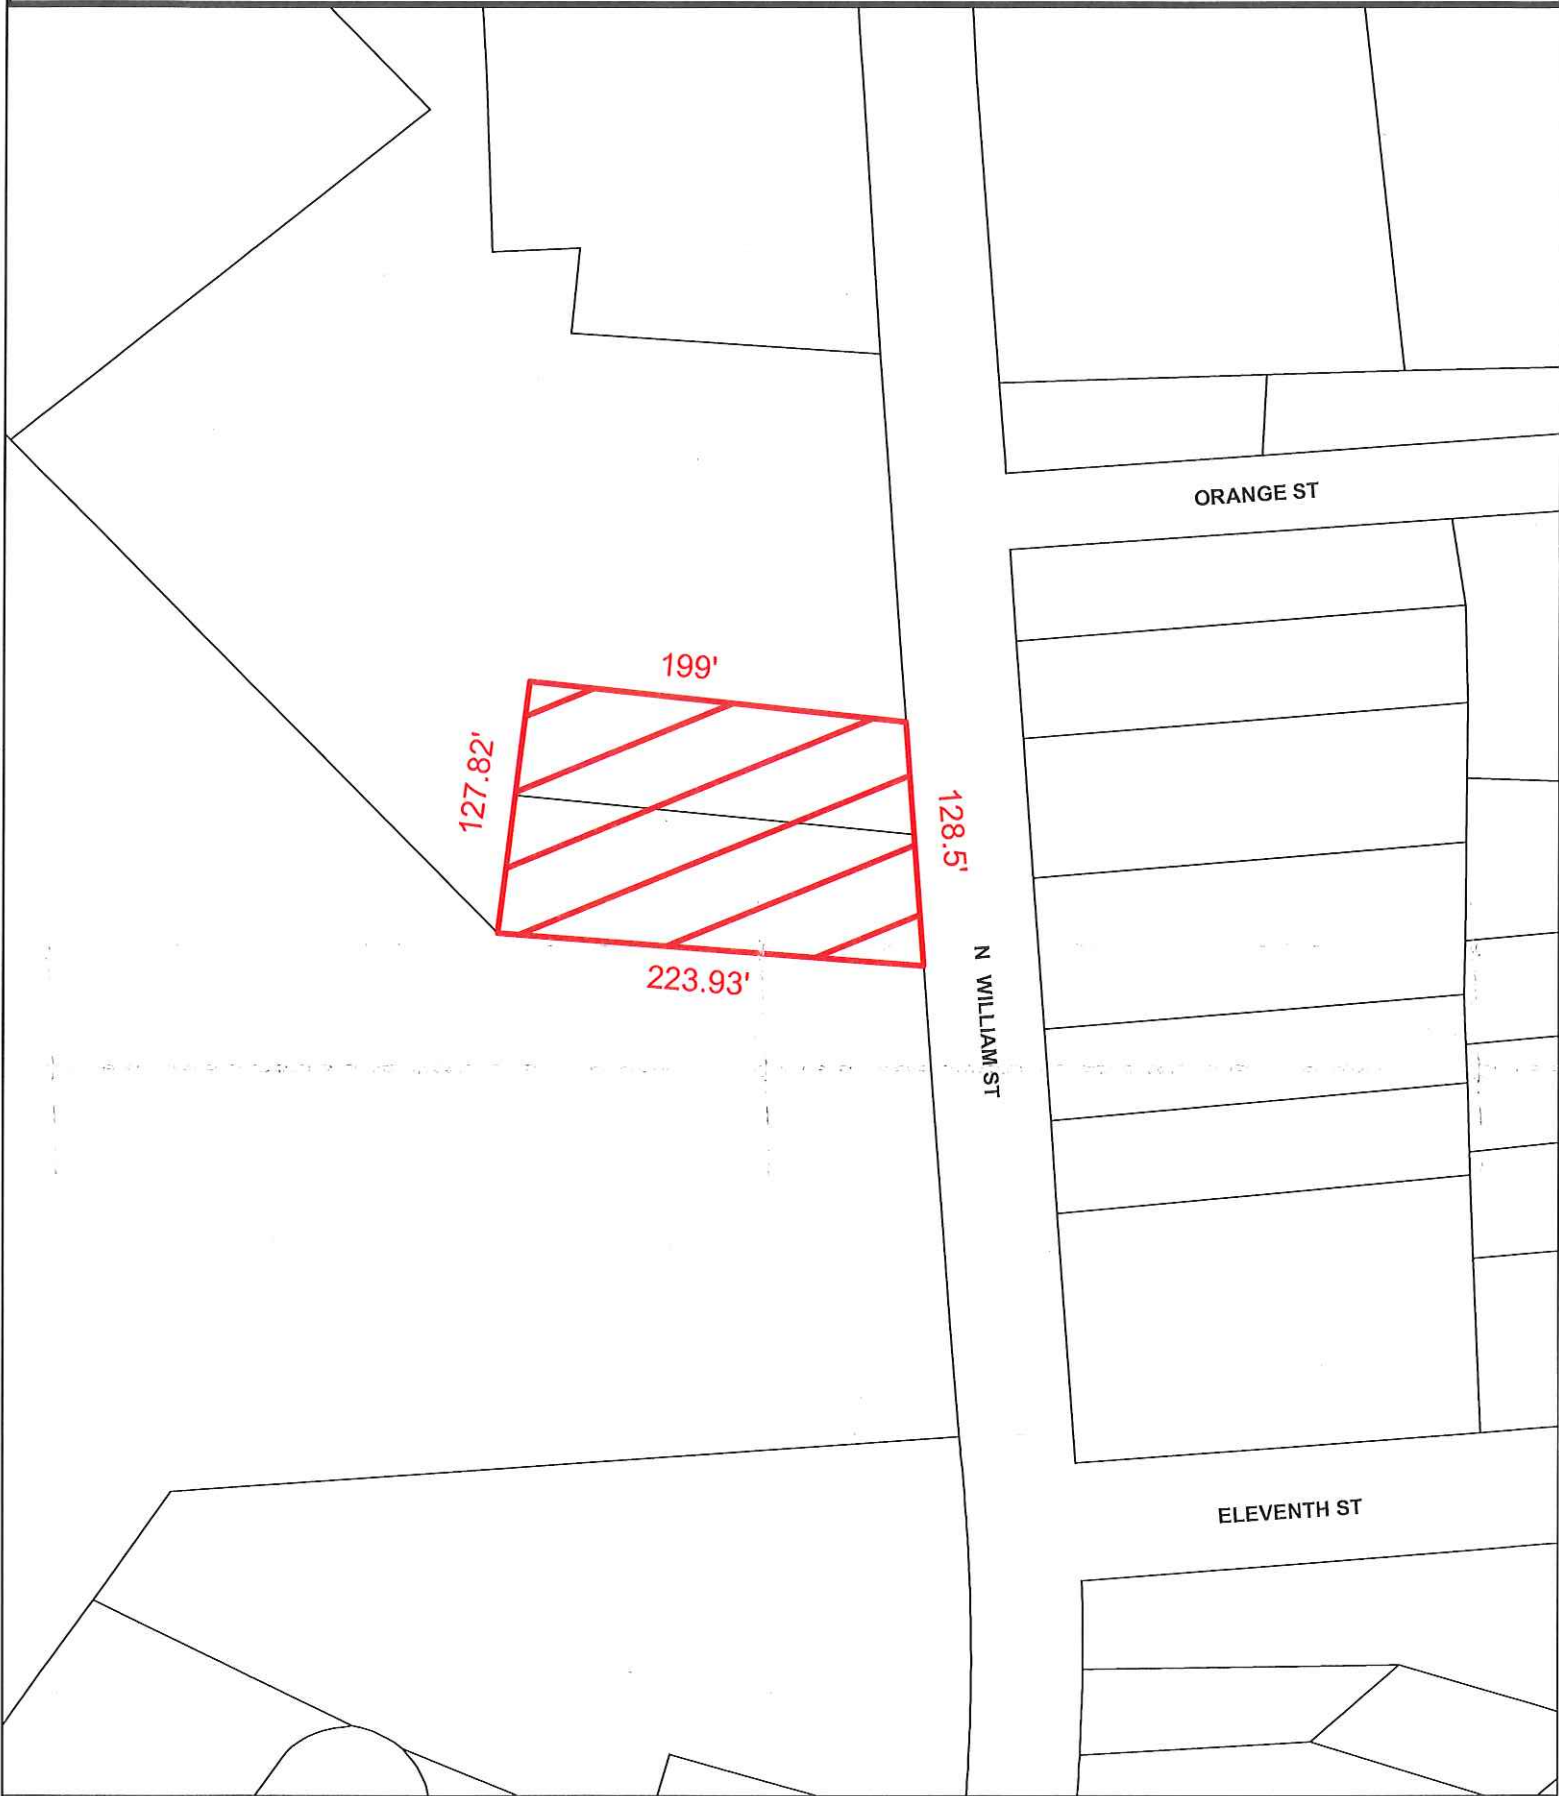 ORANGE ST
199'
127.82'
128.5'
223.93'
N WILLIAM ST
ELEVENTH ST